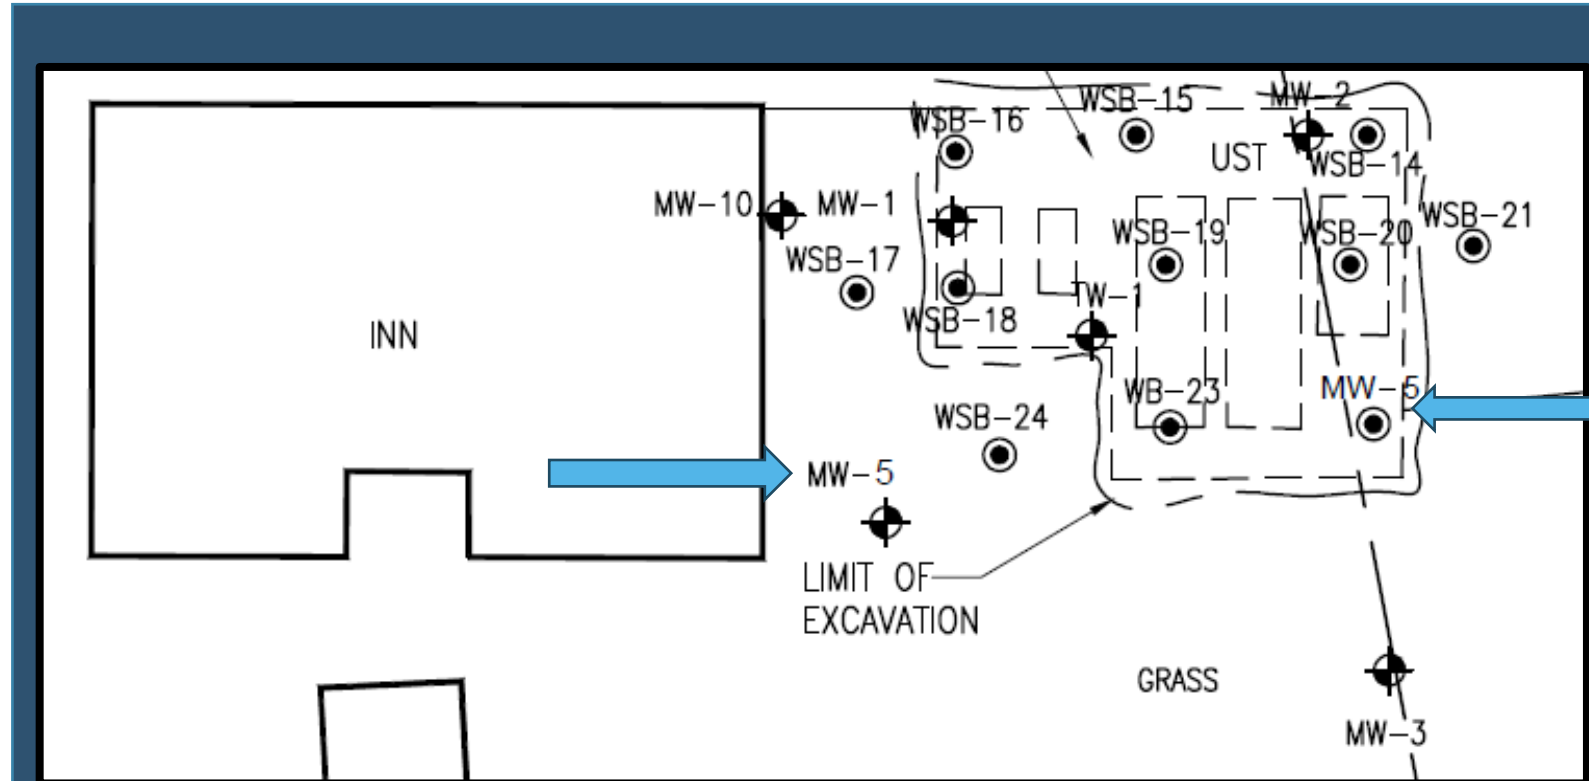 WSB-15
MW-2
WSB-16
UST
WSB-14
MW-10
MW-1
WSB-21
WSB-19
WSB-20
WSB-17
TW-1
WSB-18
INN
WB-23
MW-5
WSB-24
MW-5
LIMIT OF
EXCAVATION
GRASS
MW-3